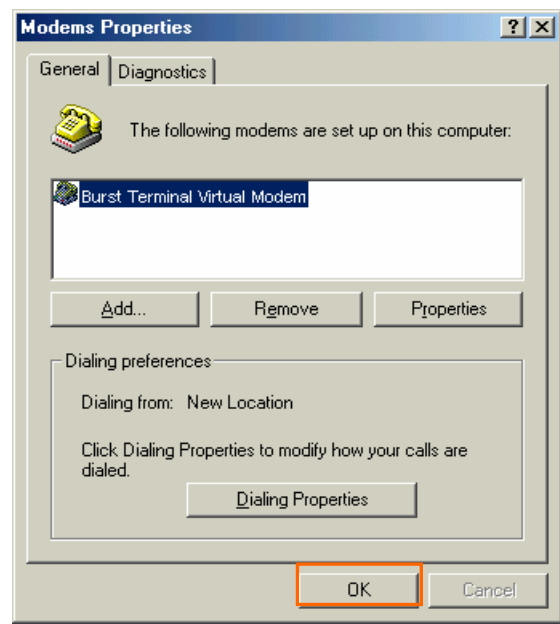 Modems Properties
General Diagnostics
The following modems are set up on this computer:
Burst Terminal Virtual Modem
Add... Remove Properties
Dialing preferences
Dialing from: New Location
Click Dialing Properties to modify how your calls are
dialed.
Dialing Properties
OK Cancel